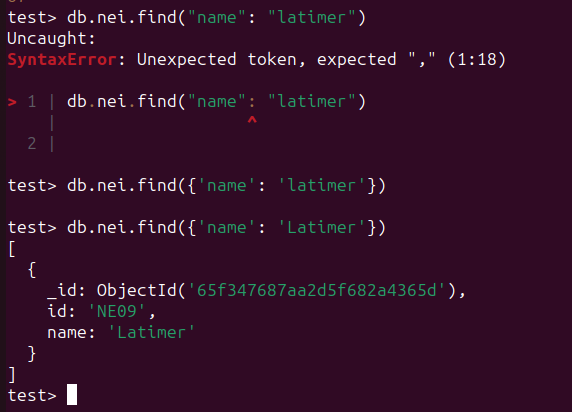 test> db.nei.find("name": "latimer")
Uncaught:
SyntaxError: Unexpected token, expected "," (1:18)
> 1 | db.nei.find("name": "latimer")
    |                   ^
  2 |
test> db.nei.find({'name': 'latimer'})
test> db.nei.find({'name': 'Latimer'})
[
  {
    _id: ObjectId('65f347687aa2d5f682a4365d'),
    id: 'NE09',
    name: 'Latimer'
  }
]
test>